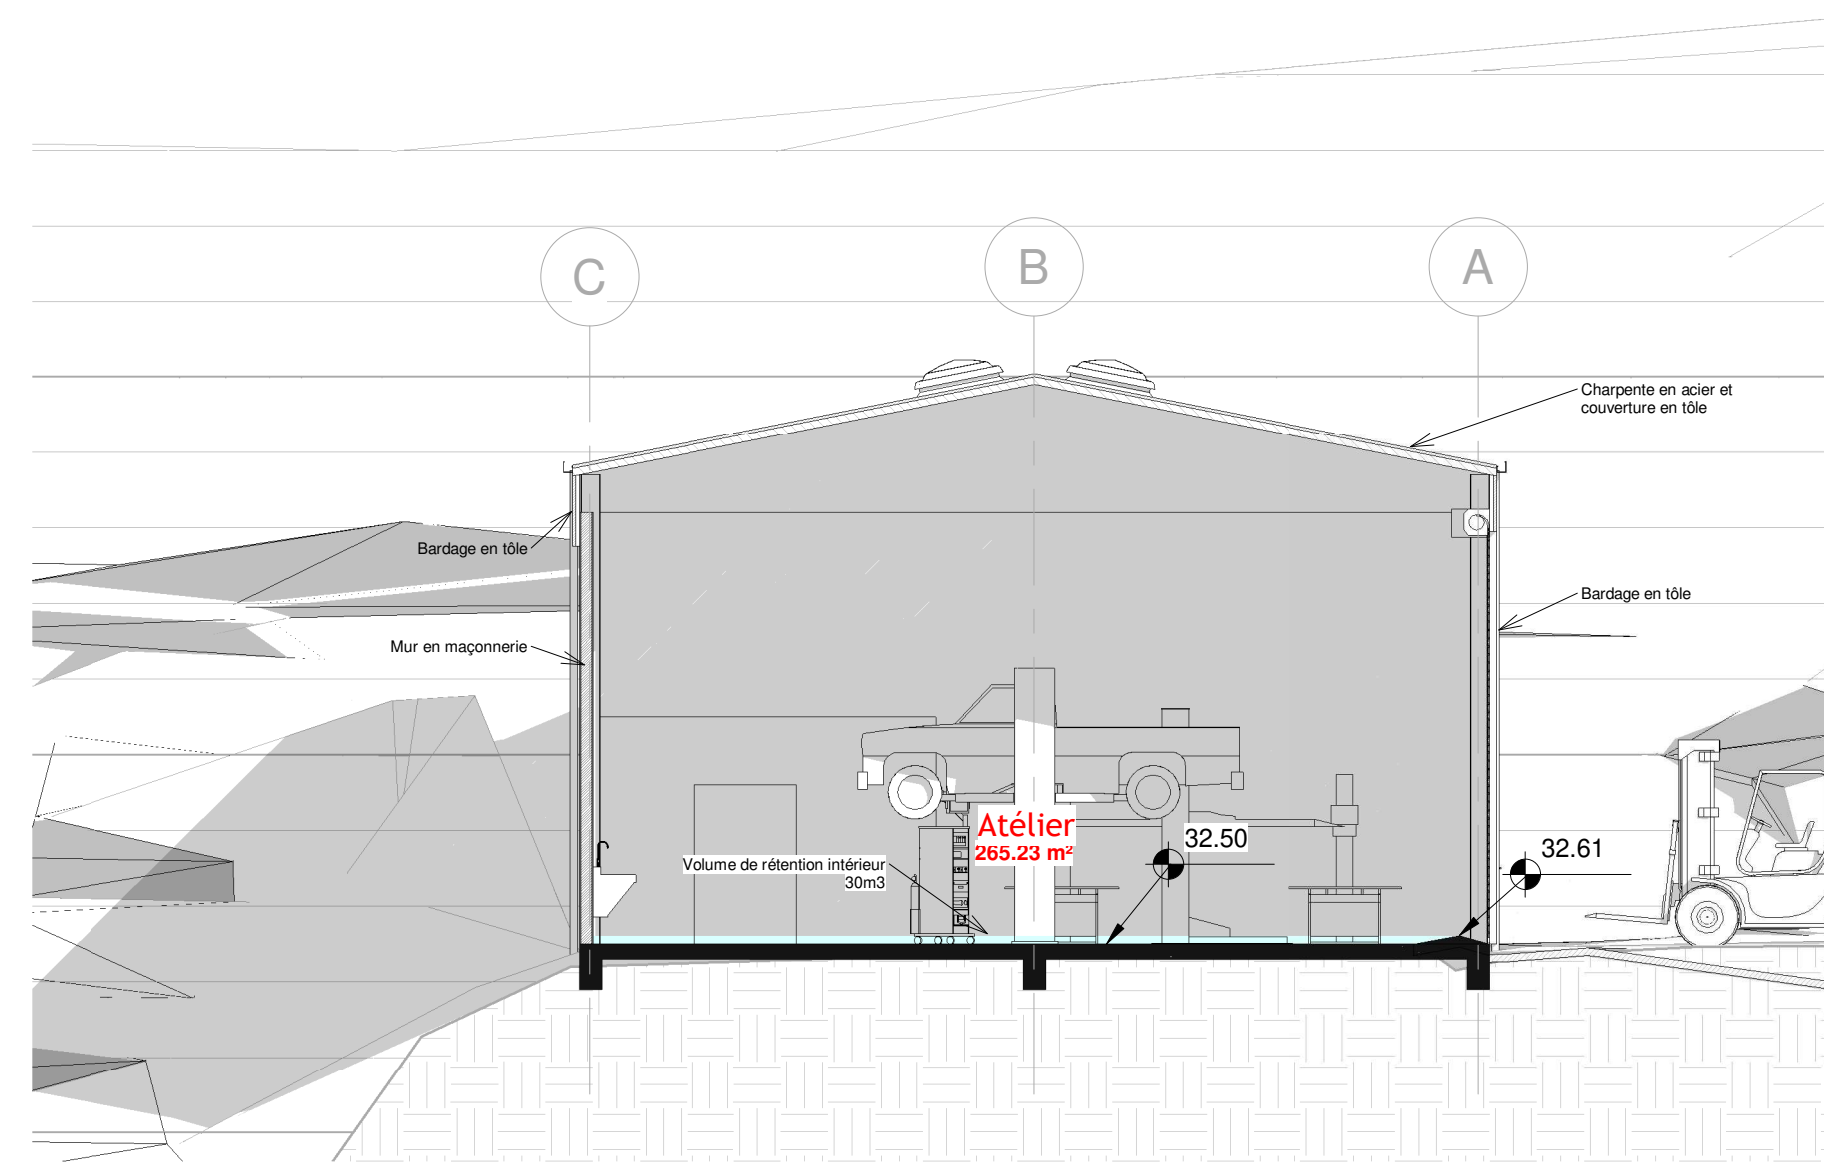 C
B
A
Charpente en acier et
couverture en tôle
Bardage en tôle
Bardage en tôle
Mur en maçonnerie
Atélier
265.23 m²
32.50
32.61
Volume de rétention intérieur
30m3